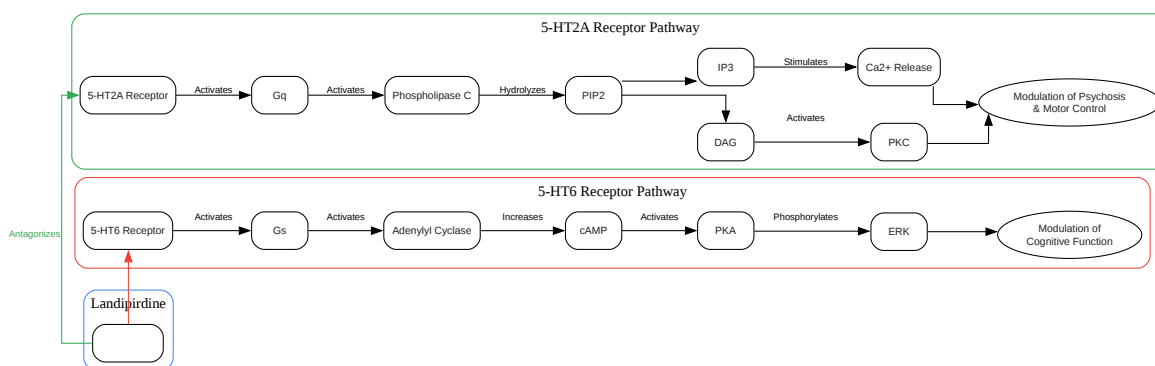 5-HT2A Receptor Pathway
5-HT2A Receptor
Activates
Gq
Activates
Phospholipase C
Hydrolyzes
PIP2
IP3
Stimulates
Ca2+ Release
DAG
Activates
PKC
Modulation of Psychosis
& Motor Control
5-HT6 Receptor Pathway
5-HT6 Receptor
Activates
Gs
Activates
Adenylyl Cyclase
Increases
cAMP
Activates
PKA
Phosphorylates
ERK
Modulation of
Cognitive Function
Antagonizes
Landipirdine